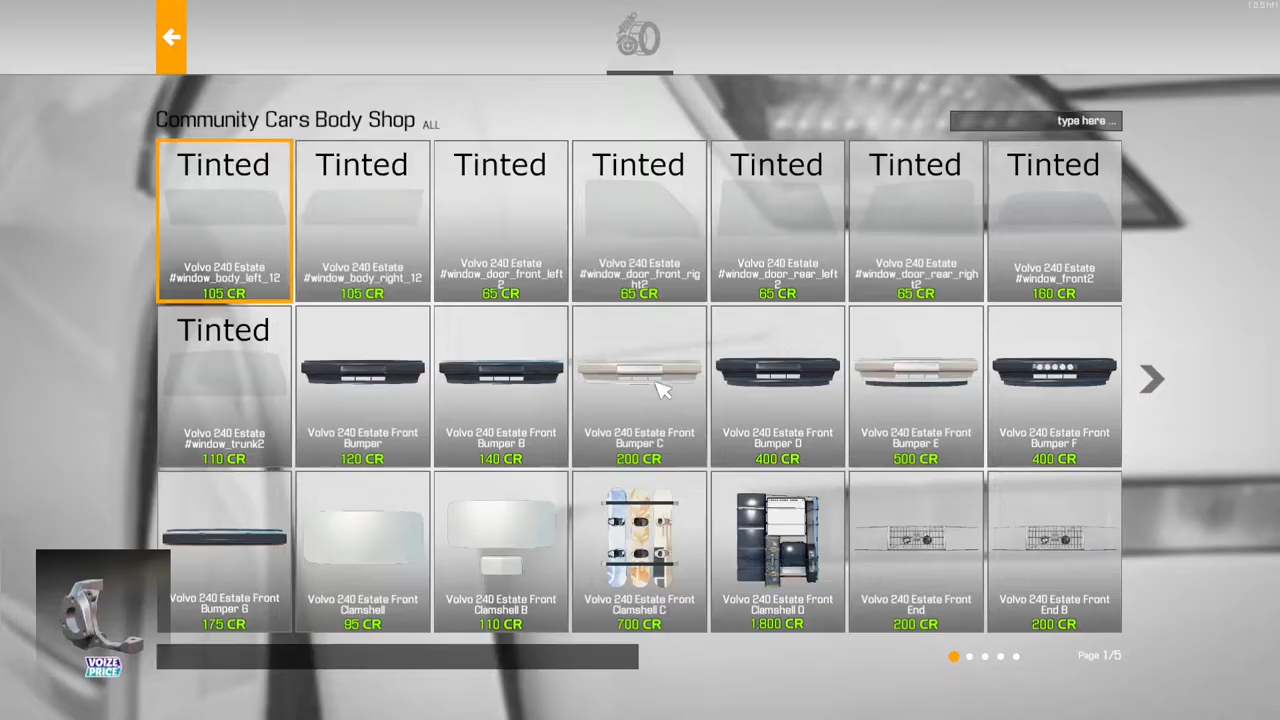 1.0.5 hf1
Community Cars Body Shop ALL
type here ...
Tinted
Volvo 240 Estate
#window_body_left_12
105 CR
Tinted
Volvo 240 Estate
#window_body_right_12
105 CR
Tinted
Volvo 240 Estate
#window_door_front_left
2
65 CR
Tinted
Volvo 240 Estate
#window_door_front_rig
ht2
65 CR
Tinted
Volvo 240 Estate
#window_door_rear_left
2
65 CR
Tinted
Volvo 240 Estate
#window_door_rear_righ
t2
65 CR
Tinted
Volvo 240 Estate
#window_front2
160 CR
Tinted
Volvo 240 Estate
#window_trunk2
110 CR
Volvo 240 Estate Front
Bumper
120 CR
Volvo 240 Estate Front
Bumper B
140 CR
Volvo 240 Estate Front
Bumper C
200 CR
Volvo 240 Estate Front
Bumper D
400 CR
Volvo 240 Estate Front
Bumper E
500 CR
Volvo 240 Estate Front
Bumper F
400 CR
Volvo 240 Estate Front
Bumper G
175 CR
Volvo 240 Estate Front
Clamshell
95 CR
Volvo 240 Estate Front
Clamshell B
110 CR
Volvo 240 Estate Front
Clamshell C
700 CR
Volvo 240 Estate Front
Clamshell D
1,800 CR
Volvo 240 Estate Front
End
200 CR
Volvo 240 Estate Front
End B
200 CR
VOIZE
PRICE
Page 1/5